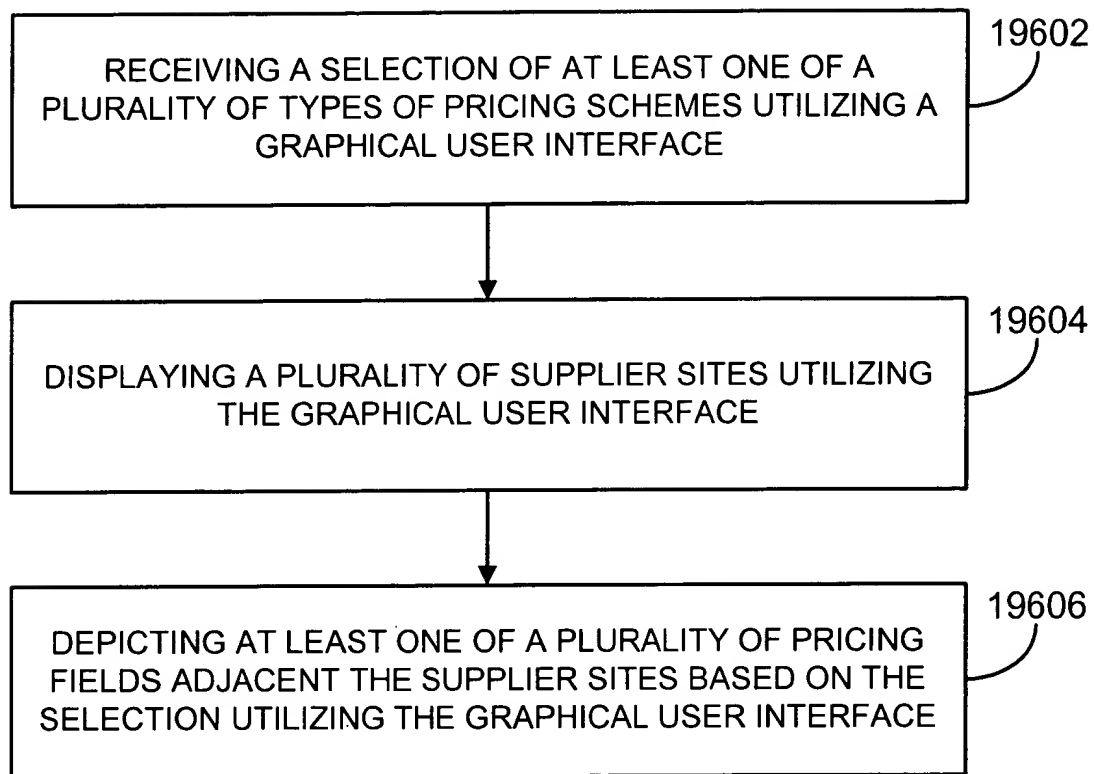 19602
RECEIVING A SELECTION OF AT LEAST ONE OF A
PLURALITY OF TYPES OF PRICING SCHEMES UTILIZING A
GRAPHICAL USER INTERFACE
19604
DISPLAYING A PLURALITY OF SUPPLIER SITES UTILIZING
THE GRAPHICAL USER INTERFACE
19606
DEPICTING AT LEAST ONE OF A PLURALITY OF PRICING
FIELDS ADJACENT THE SUPPLIER SITES BASED ON THE
SELECTION UTILIZING THE GRAPHICAL USER INTERFACE